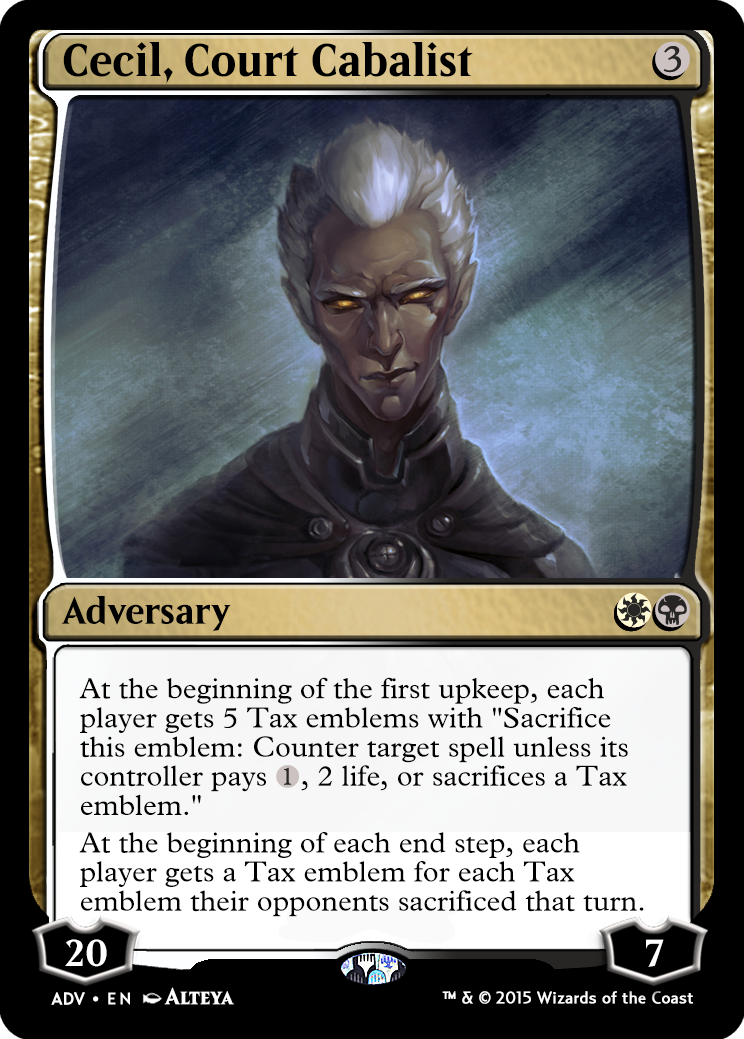 Cecil, Court Cabalist
3
Adversary
At the beginning of the first upkeep, each
player gets 5 Tax emblems with "Sacrifice
this emblem: Counter target spell unless its
controller pays 1, 2 life, or sacrifices a Tax
emblem."
At the beginning of each end step, each
player gets a Tax emblem for each Tax
emblem their opponents sacrificed that turn.
20
7
ADV • EN ALTEYA
™ & © 2015 Wizards of the Coast